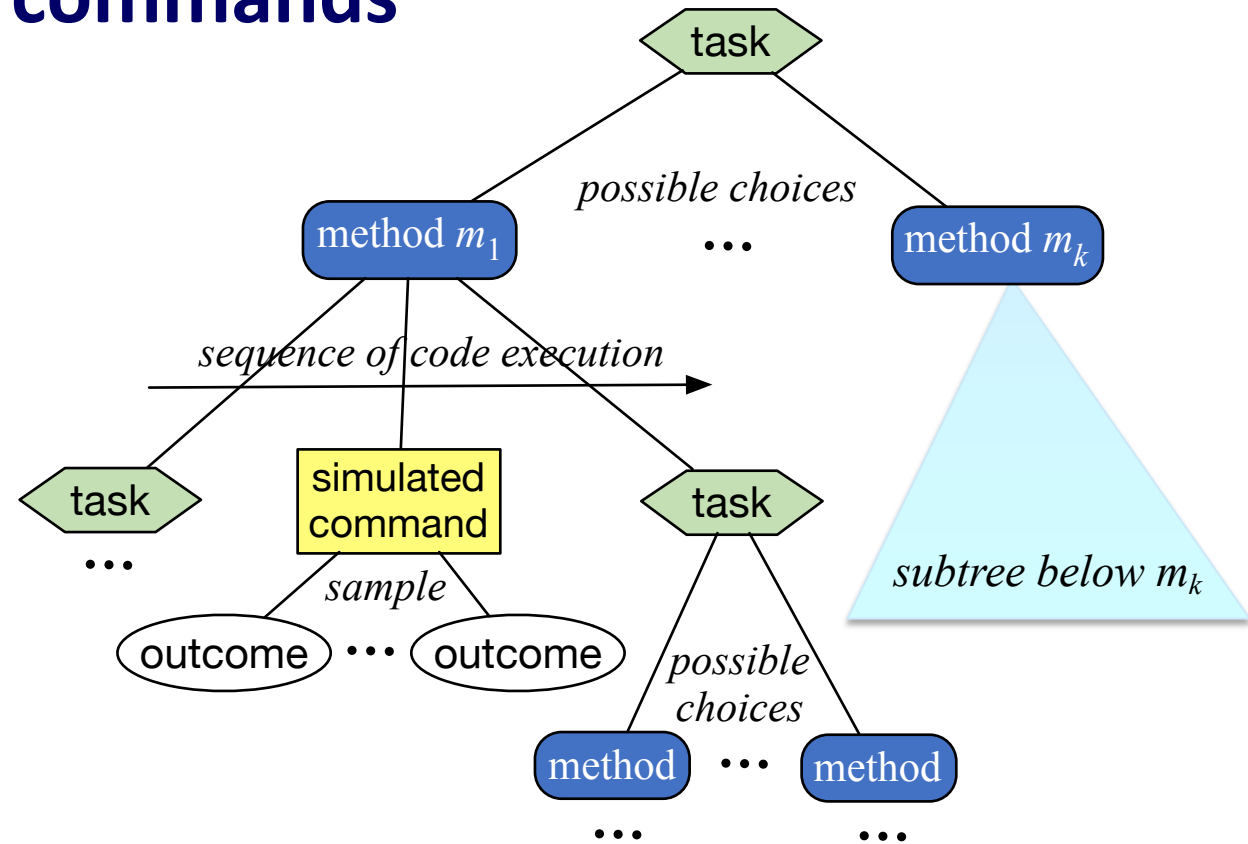 commands
task
possible choices
...
method m₁
method mₖ
sequence of code execution
task
...
simulated
command
task
sample
outcome ... outcome
subtree below mₖ
possible
choices
method ... method
... ...